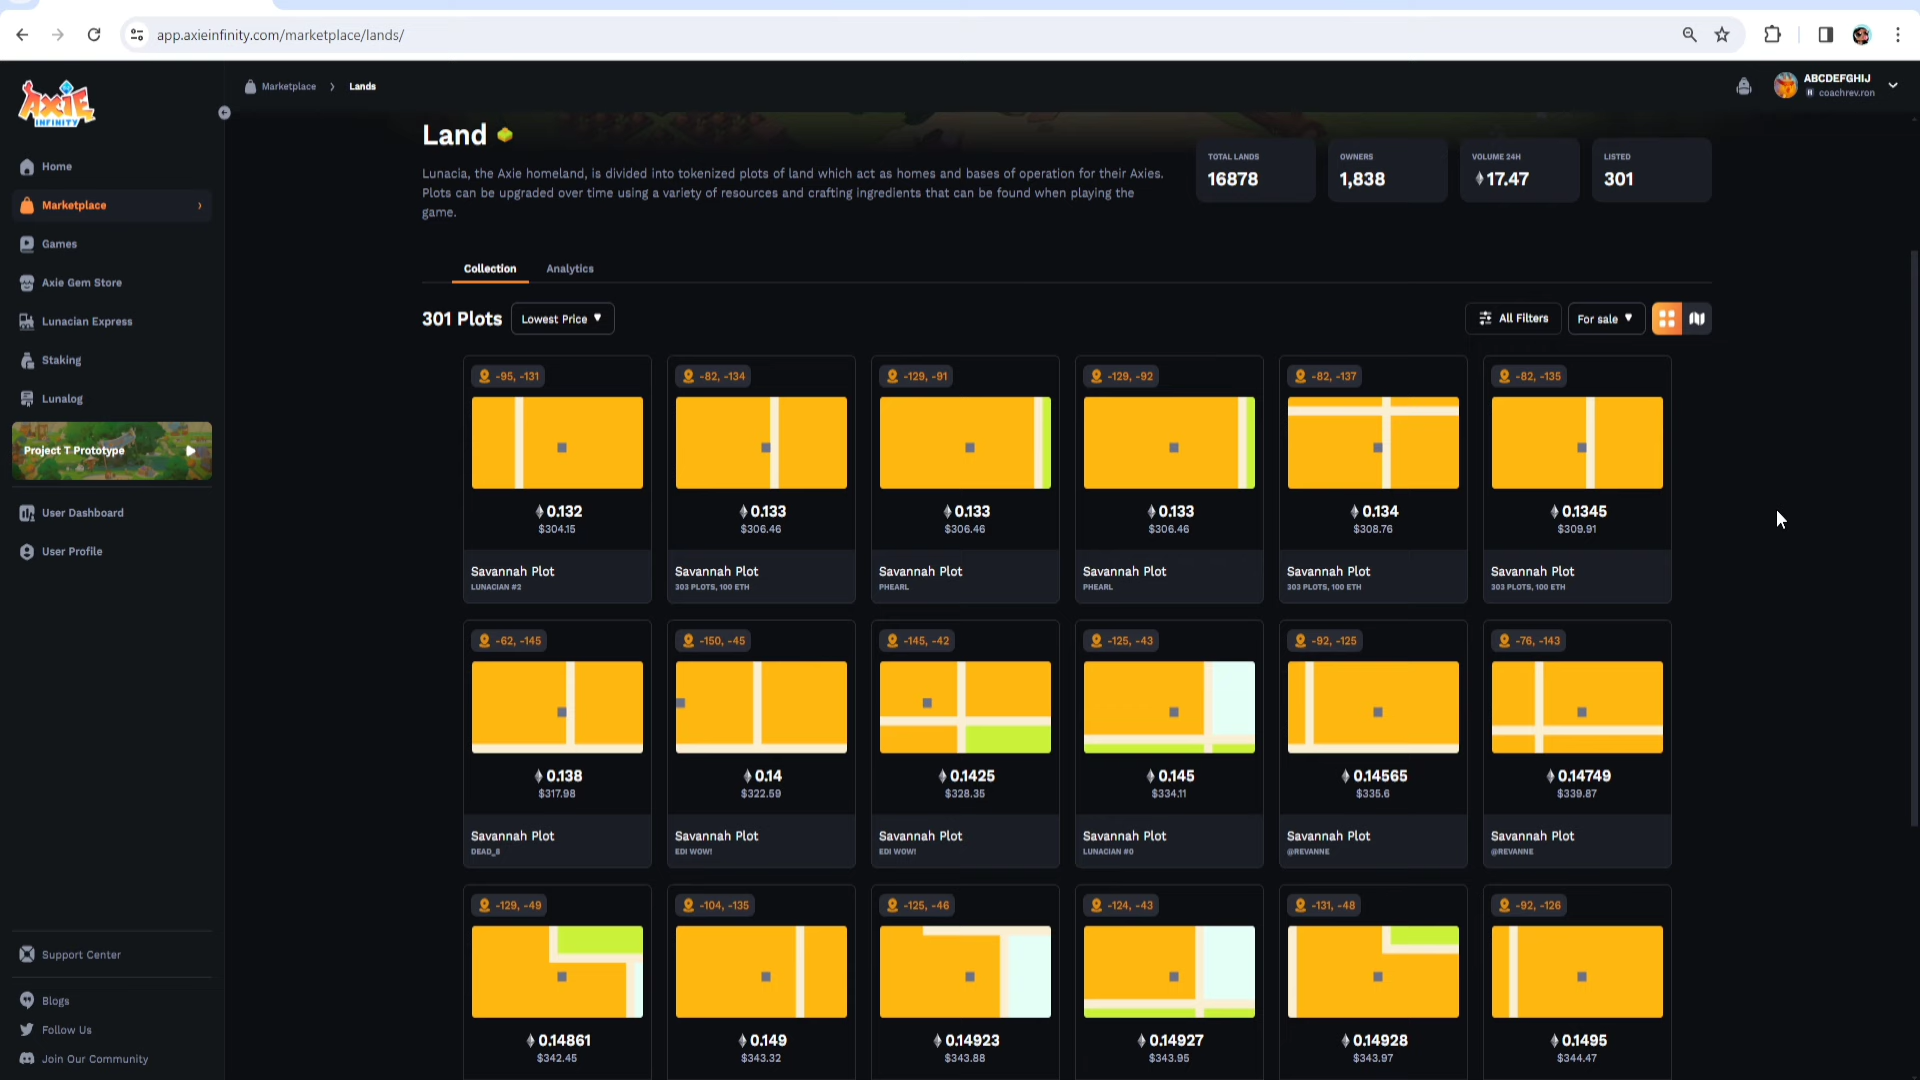 app.axieinfinity.com/marketplace/lands/
AXIE
INFINITY
Marketplace
Lands
ABCDEFGHIJ
coachrev.ron
Home
Marketplace
Games
Axie Gem Store
Lunacian Express
Staking
Lunalog
Project T Prototype
User Dashboard
User Profile
Support Center
Blogs
Follow Us
Join Our Community
Land
Lunacia, the Axie homeland, is divided into tokenized plots of land which act as homes and bases of operation for their Axies.
Plots can be upgraded over time using a variety of resources and crafting ingredients that can be found when playing the
game.
TOTAL LANDS
16878
OWNERS
1,838
VOLUME 24H
17.47
LISTED
301
Collection
Analytics
301 Plots
Lowest Price
All Filters
For sale
-95, -131
0.132
$304.15
Savannah Plot
LUNACIAN #2
-82, -134
0.133
$306.46
Savannah Plot
303 PLOTS, 100 ETH
-129, -91
0.133
$306.46
Savannah Plot
PHEARL
-129, -92
0.133
$306.46
Savannah Plot
PHEARL
-82, -137
0.134
$308.76
Savannah Plot
303 PLOTS, 100 ETH
-82, -135
0.1345
$309.91
Savannah Plot
303 PLOTS, 100 ETH
-62, -145
0.138
$317.98
Savannah Plot
DEAD_8
-150, -45
0.14
$322.59
Savannah Plot
EDI WOW!
-145, -42
0.1425
$328.35
Savannah Plot
EDI WOW!
-125, -43
0.145
$334.11
Savannah Plot
LUNACIAN #0
-92, -125
0.14565
$335.6
Savannah Plot
@REVANNE
-76, -143
0.14749
$339.87
Savannah Plot
@REVANNE
-129, -49
0.14861
$342.45
-104, -135
0.149
$343.32
-125, -46
0.14923
$343.88
-124, -43
0.14927
$343.95
-131, -48
0.14928
$343.97
-92, -126
0.1495
$344.47